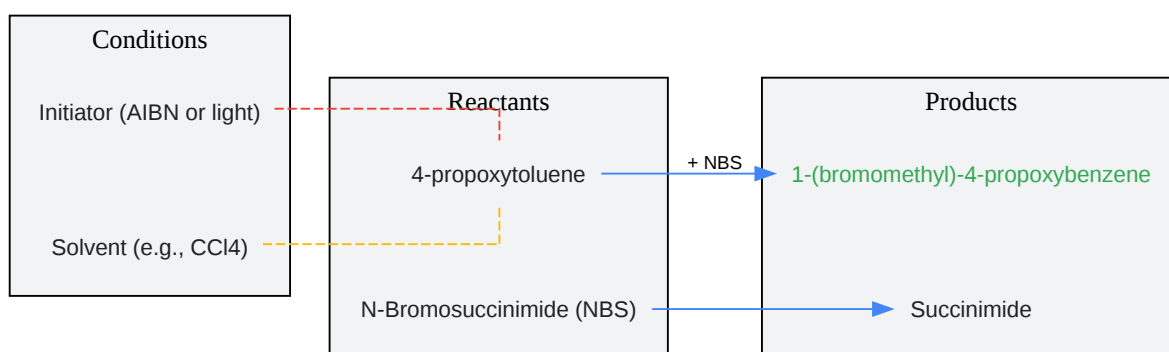 Conditions
Initiator (AIBN or light)
Solvent (e.g., CCl4)
Reactants
4-propoxytoluene
N-Bromosuccinimide (NBS)
+ NBS
Products
1-(bromomethyl)-4-propoxybenzene
Succinimide